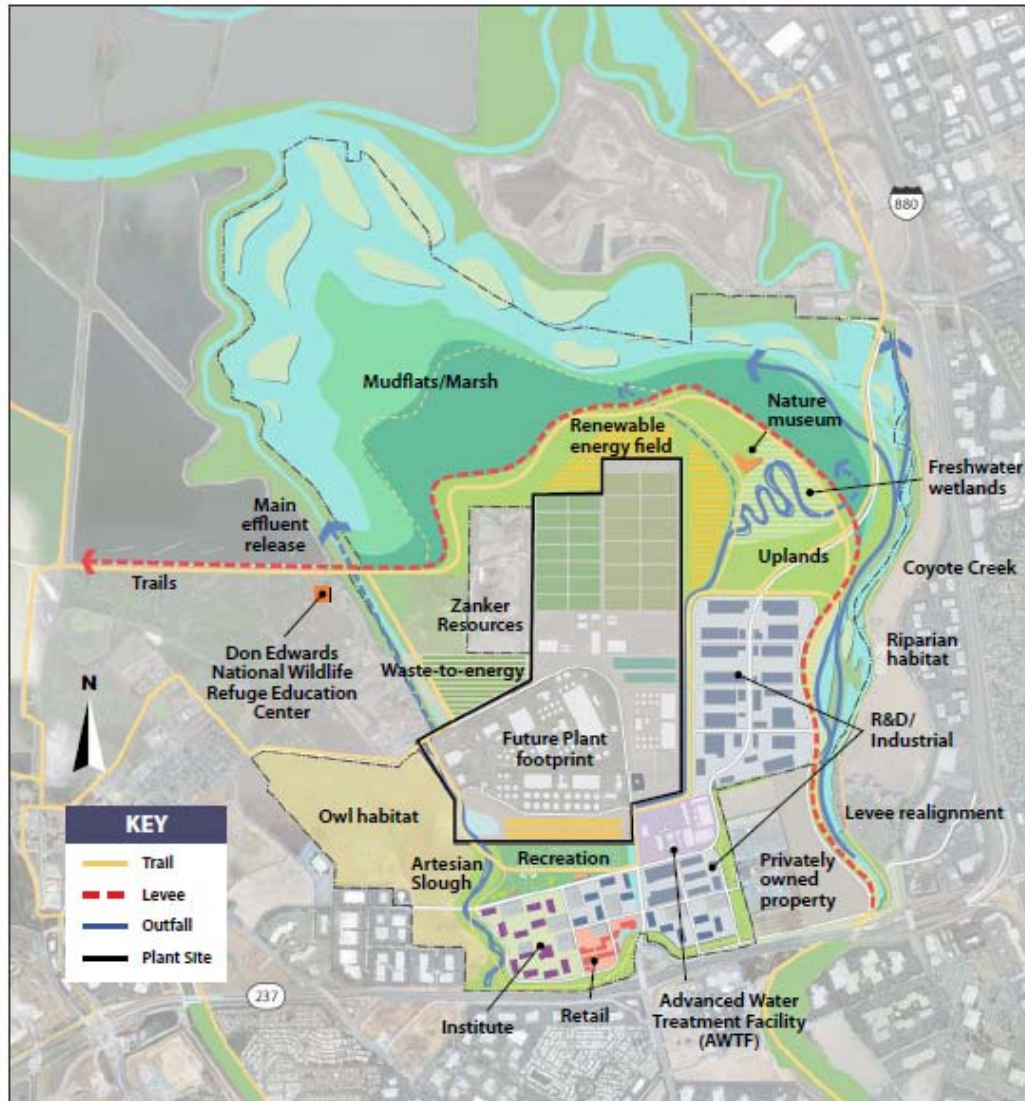 880
Mudflats/Marsh
Nature
museum
Renewable
energy field
Freshwater
wetlands
Main
effluent
release
Uplands
Coyote Creek
Trails
Zanker
Resources
Don Edwards
National Wildlife
Refuge Education
Center
Riparian
habitat
Waste-to-energy
N
R&D/
Industrial
Future Plant
footprint
Owl habitat
Levee realignment
KEY
Trail
Levee
Outfall
Plant Site
Artesian
Slough
Recreation
Privately
owned
property
237
Institute
Retail
Advanced Water
Treatment Facility
(AWTF)